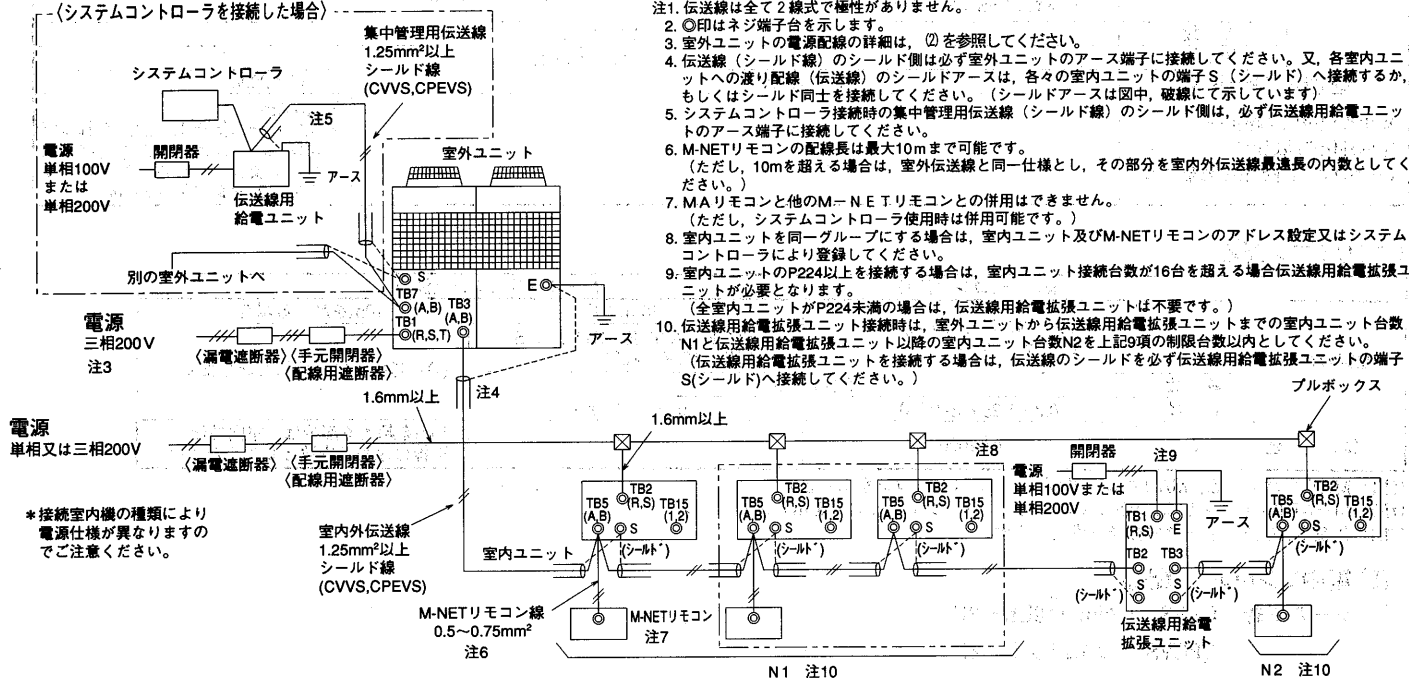 〈システムコントローラを接続した場合〉
集中管理用伝送線
1.25mm²以上
シールド線
(CVVS,CPEVS)
システムコントローラ
注5
電源
単相100V
または
単相200V
開閉器
アース
伝送線用
給電ユニット
別の室外ユニットへ
室外ユニット
S
TB7
(A,B)
TB3
(A,B)
TB1
(R,S,T)
E
アース
電源
三相200V
注3
〈漏電遮断器〉
〈手元開閉器〉
〈配線用遮断器〉
注4
注1. 伝送線は全て2線式で極性がありません。
2. ◎印はネジ端子台を示します。
3. 室外ユニットの電源配線の詳細は，(2)を参照してください。
4. 伝送線（シールド線）のシールド側は必ず室外ユニットのアース端子に接続してください。又，各室内ユニ
ットへの渡り配線（伝送線）のシールドアースは，各々の室内ユニットの端子S（シールド）へ接続するか，
もしくはシールド同士を接続してください。（シールドアースは図中，破線にて示しています）
5. システムコントローラ接続時の集中管理用伝送線（シールド線）のシールド側は，必ず伝送線用給電ユニッ
トのアース端子に接続してください。
6. M-NETリモコンの配線長は最大10mまで可能です。
（ただし，10mを超える場合は，室外伝送線と同一仕様とし，その部分を室内外伝送線最遠長の内数としてく
ださい。）
7. MAリモコンと他のM－NETリモコンとの併用はできません。
（ただし，システムコントローラ使用時は併用可能です。）
8. 室内ユニットを同一グループにする場合は，室内ユニット及びM-NETリモコンのアドレス設定又はシステム
コントローラにより登録してください。
9. 室内ユニットのP224以上を接続する場合は，室内ユニット接続台数が16台を超える場合伝送線用給電拡張ユ
ニットが必要となります。
（全室内ユニットがP224未満の場合は，伝送線用給電拡張ユニットは不要です。）
10. 伝送線用給電拡張ユニット接続時は，室外ユニットから伝送線用給電拡張ユニットまでの室内ユニット台数
N1と伝送線用給電拡張ユニット以降の室内ユニット台数N2を上記9項の制限台数以内としてください。
（伝送線用給電拡張ユニットを接続する場合は，伝送線のシールドを必ず伝送線用給電拡張ユニットの端子
S(シールド)へ接続してください。）
プルボックス
1.6mm以上
1.6mm以上
電源
単相又は三相200V
〈漏電遮断器〉
〈手元開閉器〉
〈配線用遮断器〉
＊接続室内機の種類により
電源仕様が異なりますの
でご注意ください。
室内外伝送線
1.25mm²以上
シールド線
(CVVS,CPEVS)
室内ユニット
TB5
(A,B)
TB2
(R,S)
TB15
(1,2)
S
(シールド)
TB5
(A,B)
TB2
(R,S)
TB15
(1,2)
S
(シールド)
TB5
(A,B)
TB2
(R,S)
TB15
(1,2)
S
(シールド)
注8
電源
単相100Vまたは
単相200V
開閉器
注9
アース
TB1
(R,S)
E
TB2
TB3
S
S
(シールド)
(シールド)
伝送線用給電
拡張ユニット
TB5
(A,B)
TB2
(R,S)
TB15
(1,2)
S
(シールド)
M-NETリモコン線
0.5～0.75mm²
注6
M-NETリモコン
注7
N1 注10
N2 注10